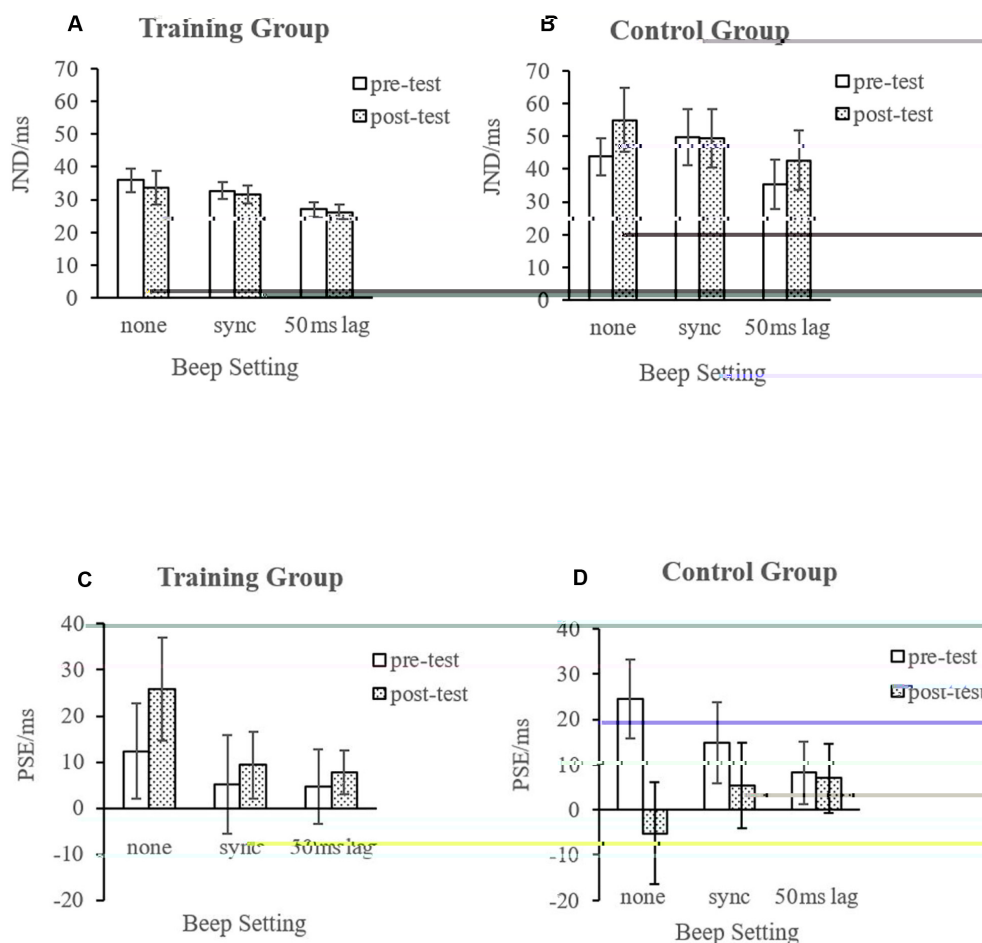 A
Training Group
JND/ms
70
60
50
40
30
20
10
0
pre-test
post-test
none sync 50ms lag
Beep Setting
B
Control Group
JND/ms
70
60
50
40
30
20
10
0
pre-test
post-test
none sync 50ms lag
Beep Setting
C
Training Group
PSE/ms
40
30
20
10
0
-10
-20
pre-test
post-test
none sync lag
Beep Setting
D
Control Group
PSE/ms
40
30
20
10
0
-10
-20
pre-test
post-test
none sync 50ms lag
Beep Setting